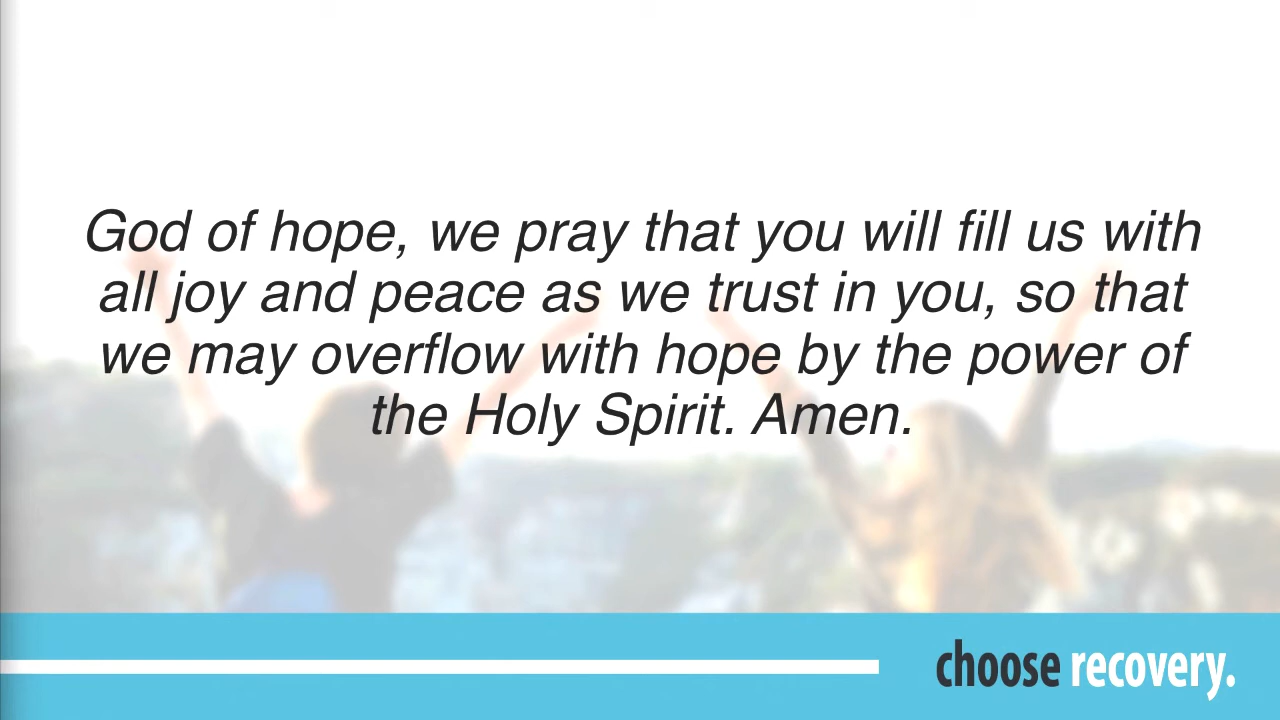 God of hope, we pray that you will fill us with
all joy and peace as we trust in you, so that
we may overflow with hope by the power of
the Holy Spirit. Amen.
choose recovery.